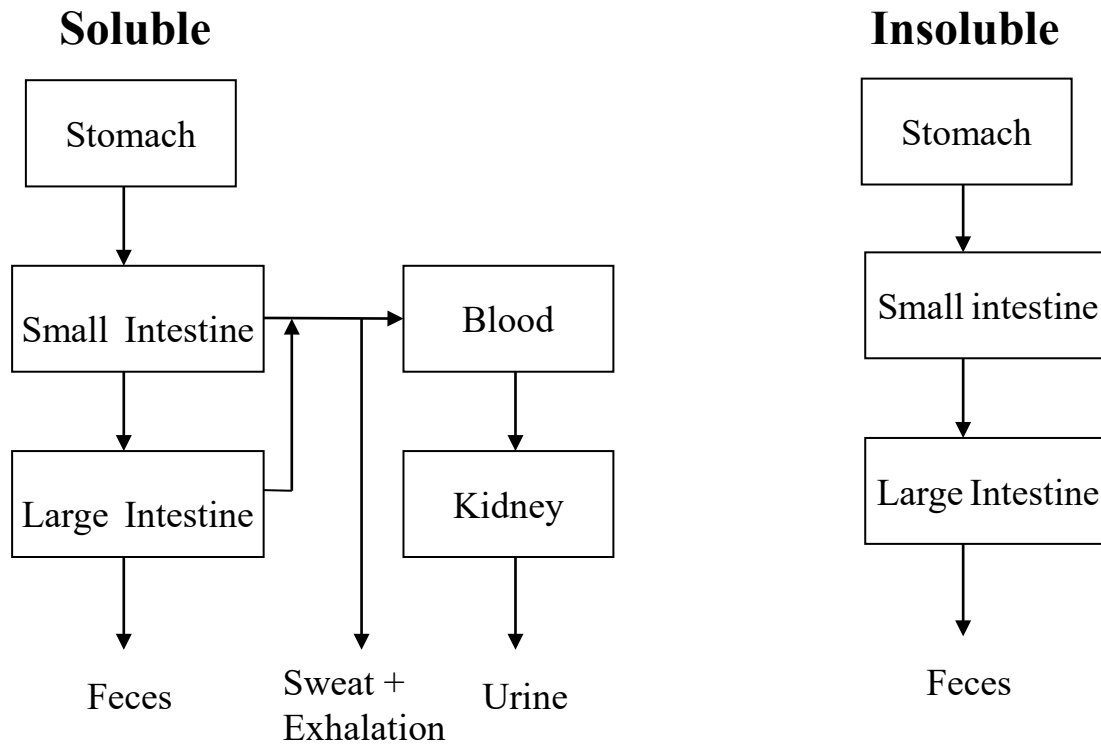 Soluble
Insoluble
Stomach
Stomach
Small Intestine
Blood
Small intestine
Large Intestine
Kidney
Large Intestine
Feces
Sweat +
Exhalation
Urine
Feces